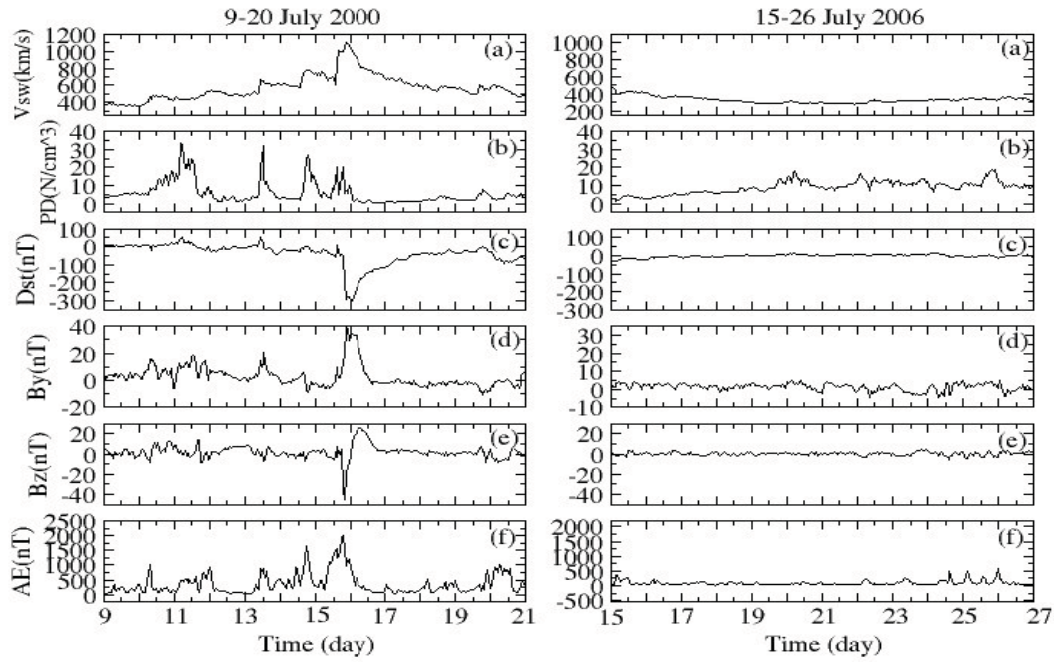 9-20 July 2000
15-26 July 2006
Vsw(km/s)
1200
1000
800
600
400
(a)
1000
800
600
400
200
(a)
PD(N/cm^3)
40
30
20
10
0
(b)
40
30
20
10
0
(b)
Dst(nT)
100
0
-100
-200
-300
(c)
100
0
-100
-200
-300
(c)
By(nT)
40
20
0
-20
(d)
30
20
10
0
-10
(d)
Bz(nT)
20
0
-20
-40
(e)
20
0
-20
-40
(e)
AE(nT)
2500
2000
1500
1000
500
0
(f)
2000
1500
1000
500
0
-500
(f)
9 11 13 15 17 19 21
15 17 19 21 23 25 27
Time (day)
Time (day)